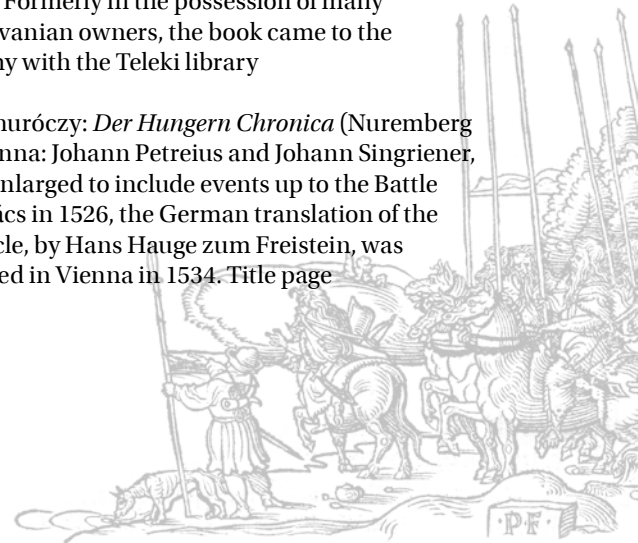 Formerly in the possession of many
vanian owners, the book came to the
ny with the Teleki library
huróczy: Der Hungern Chronica (Nuremberg
nna: Johann Petreius and Johann Singriener,
nlarged to include events up to the Battle
ács in 1526, the German translation of the
cle, by Hans Hauge zum Freistein, was
ed in Vienna in 1534. Title page
·P·F·